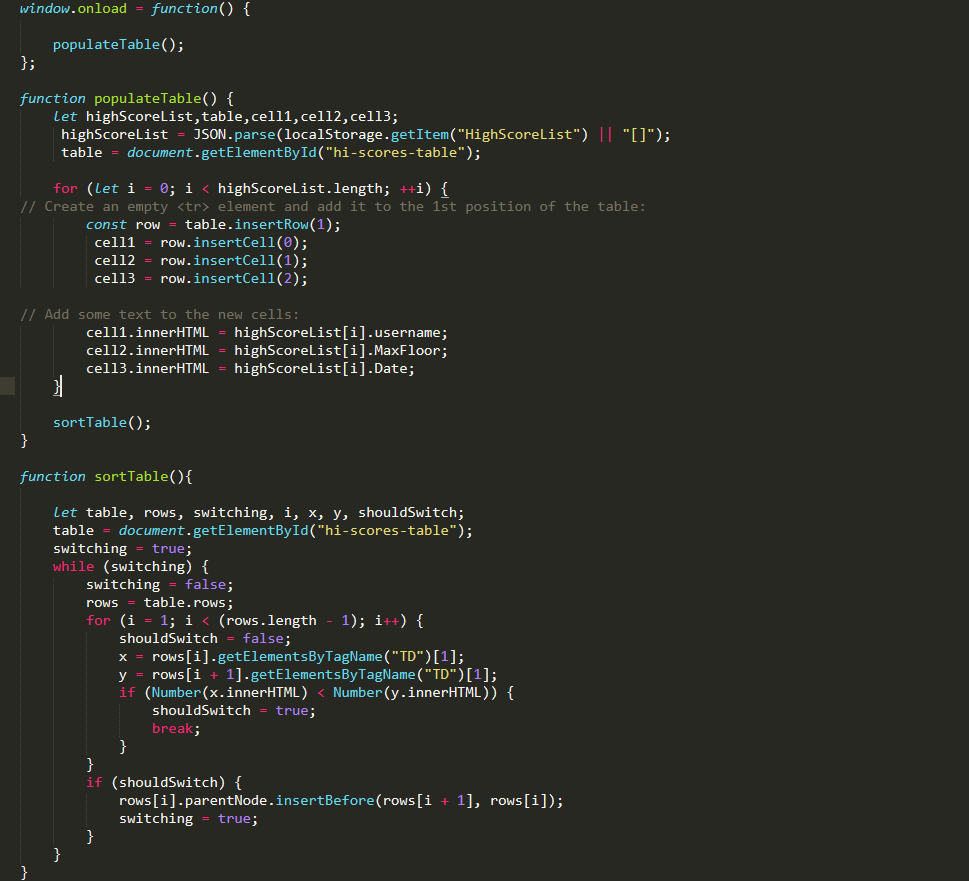 window.onload = function() {
populateTable();
};
function populateTable() {
let highScoreList,table,cell1,cell2,cell3;
highScoreList = JSON.parse(localStorage.getItem("HighScoreList") || "[]");
table = document.getElementById("hi-scores-table");
for (let i = 0; i < highScoreList.length; ++i) {
// Create an empty <tr> element and add it to the 1st position of the table:
const row = table.insertRow(1);
cell1 = row.insertCell(0);
cell2 = row.insertCell(1);
cell3 = row.insertCell(2);
// Add some text to the new cells:
cell1.innerHTML = highScoreList[i].username;
cell2.innerHTML = highScoreList[i].MaxFloor;
cell3.innerHTML = highScoreList[i].Date;
}
sortTable();
}
function sortTable(){
let table, rows, switching, i, x, y, shouldSwitch;
table = document.getElementById("hi-scores-table");
switching = true;
while (switching) {
switching = false;
rows = table.rows;
for (i = 1; i < (rows.length - 1); i++) {
shouldSwitch = false;
x = rows[i].getElementsByTagName("TD")[1];
y = rows[i + 1].getElementsByTagName("TD")[1];
if (Number(x.innerHTML) < Number(y.innerHTML)) {
shouldSwitch = true;
break;
}
}
if (shouldSwitch) {
rows[i].parentNode.insertBefore(rows[i + 1], rows[i]);
switching = true;
}
}
}